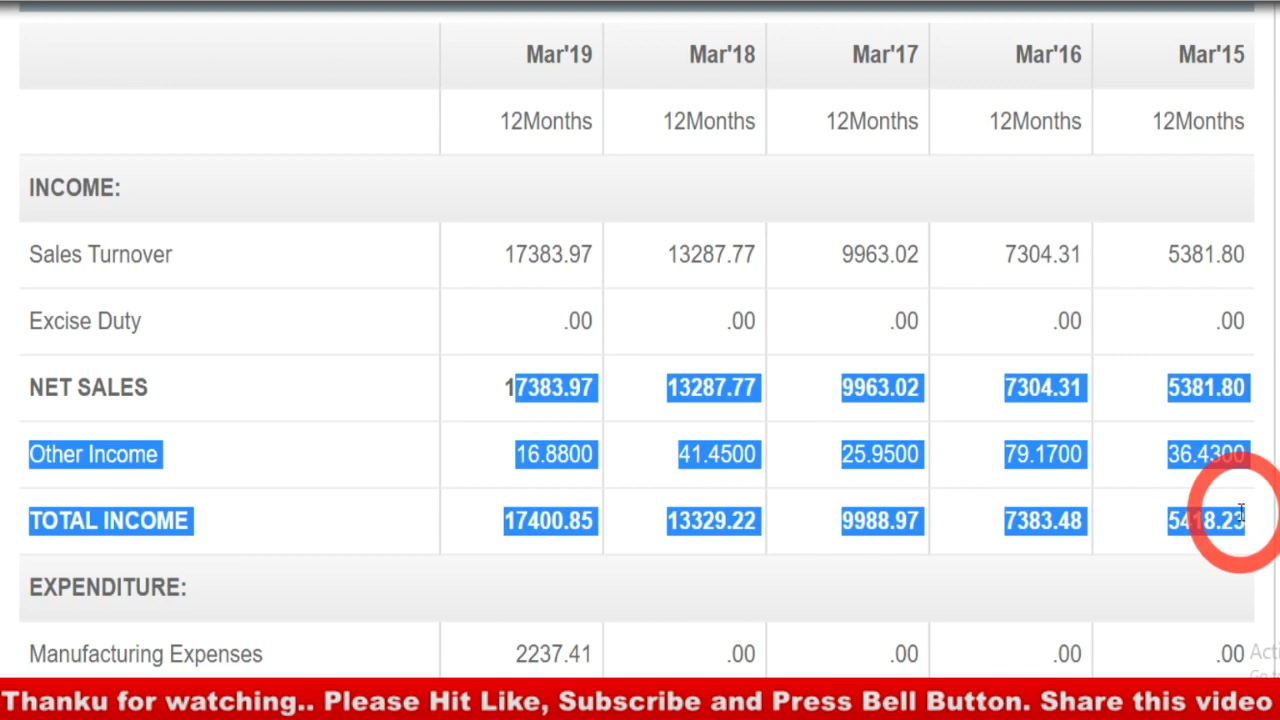 Mar'19 Mar'18 Mar'17 Mar'16 Mar'15
12Months 12Months 12Months 12Months 12Months
INCOME:
Sales Turnover 17383.97 13287.77 9963.02 7304.31 5381.80
Excise Duty .00 .00 .00 .00 .00
NET SALES 17383.97 13287.77 9963.02 7304.31 5381.80
Other Income 16.8800 41.4500 25.9500 79.1700 36.4300
TOTAL INCOME 17400.85 13329.22 9988.97 7383.48 5418.23
EXPENDITURE:
Manufacturing Expenses 2237.41 .00 .00 .00 .00
Thanku for watching.. Please Hit Like, Subscribe and Press Bell Button. Share this video